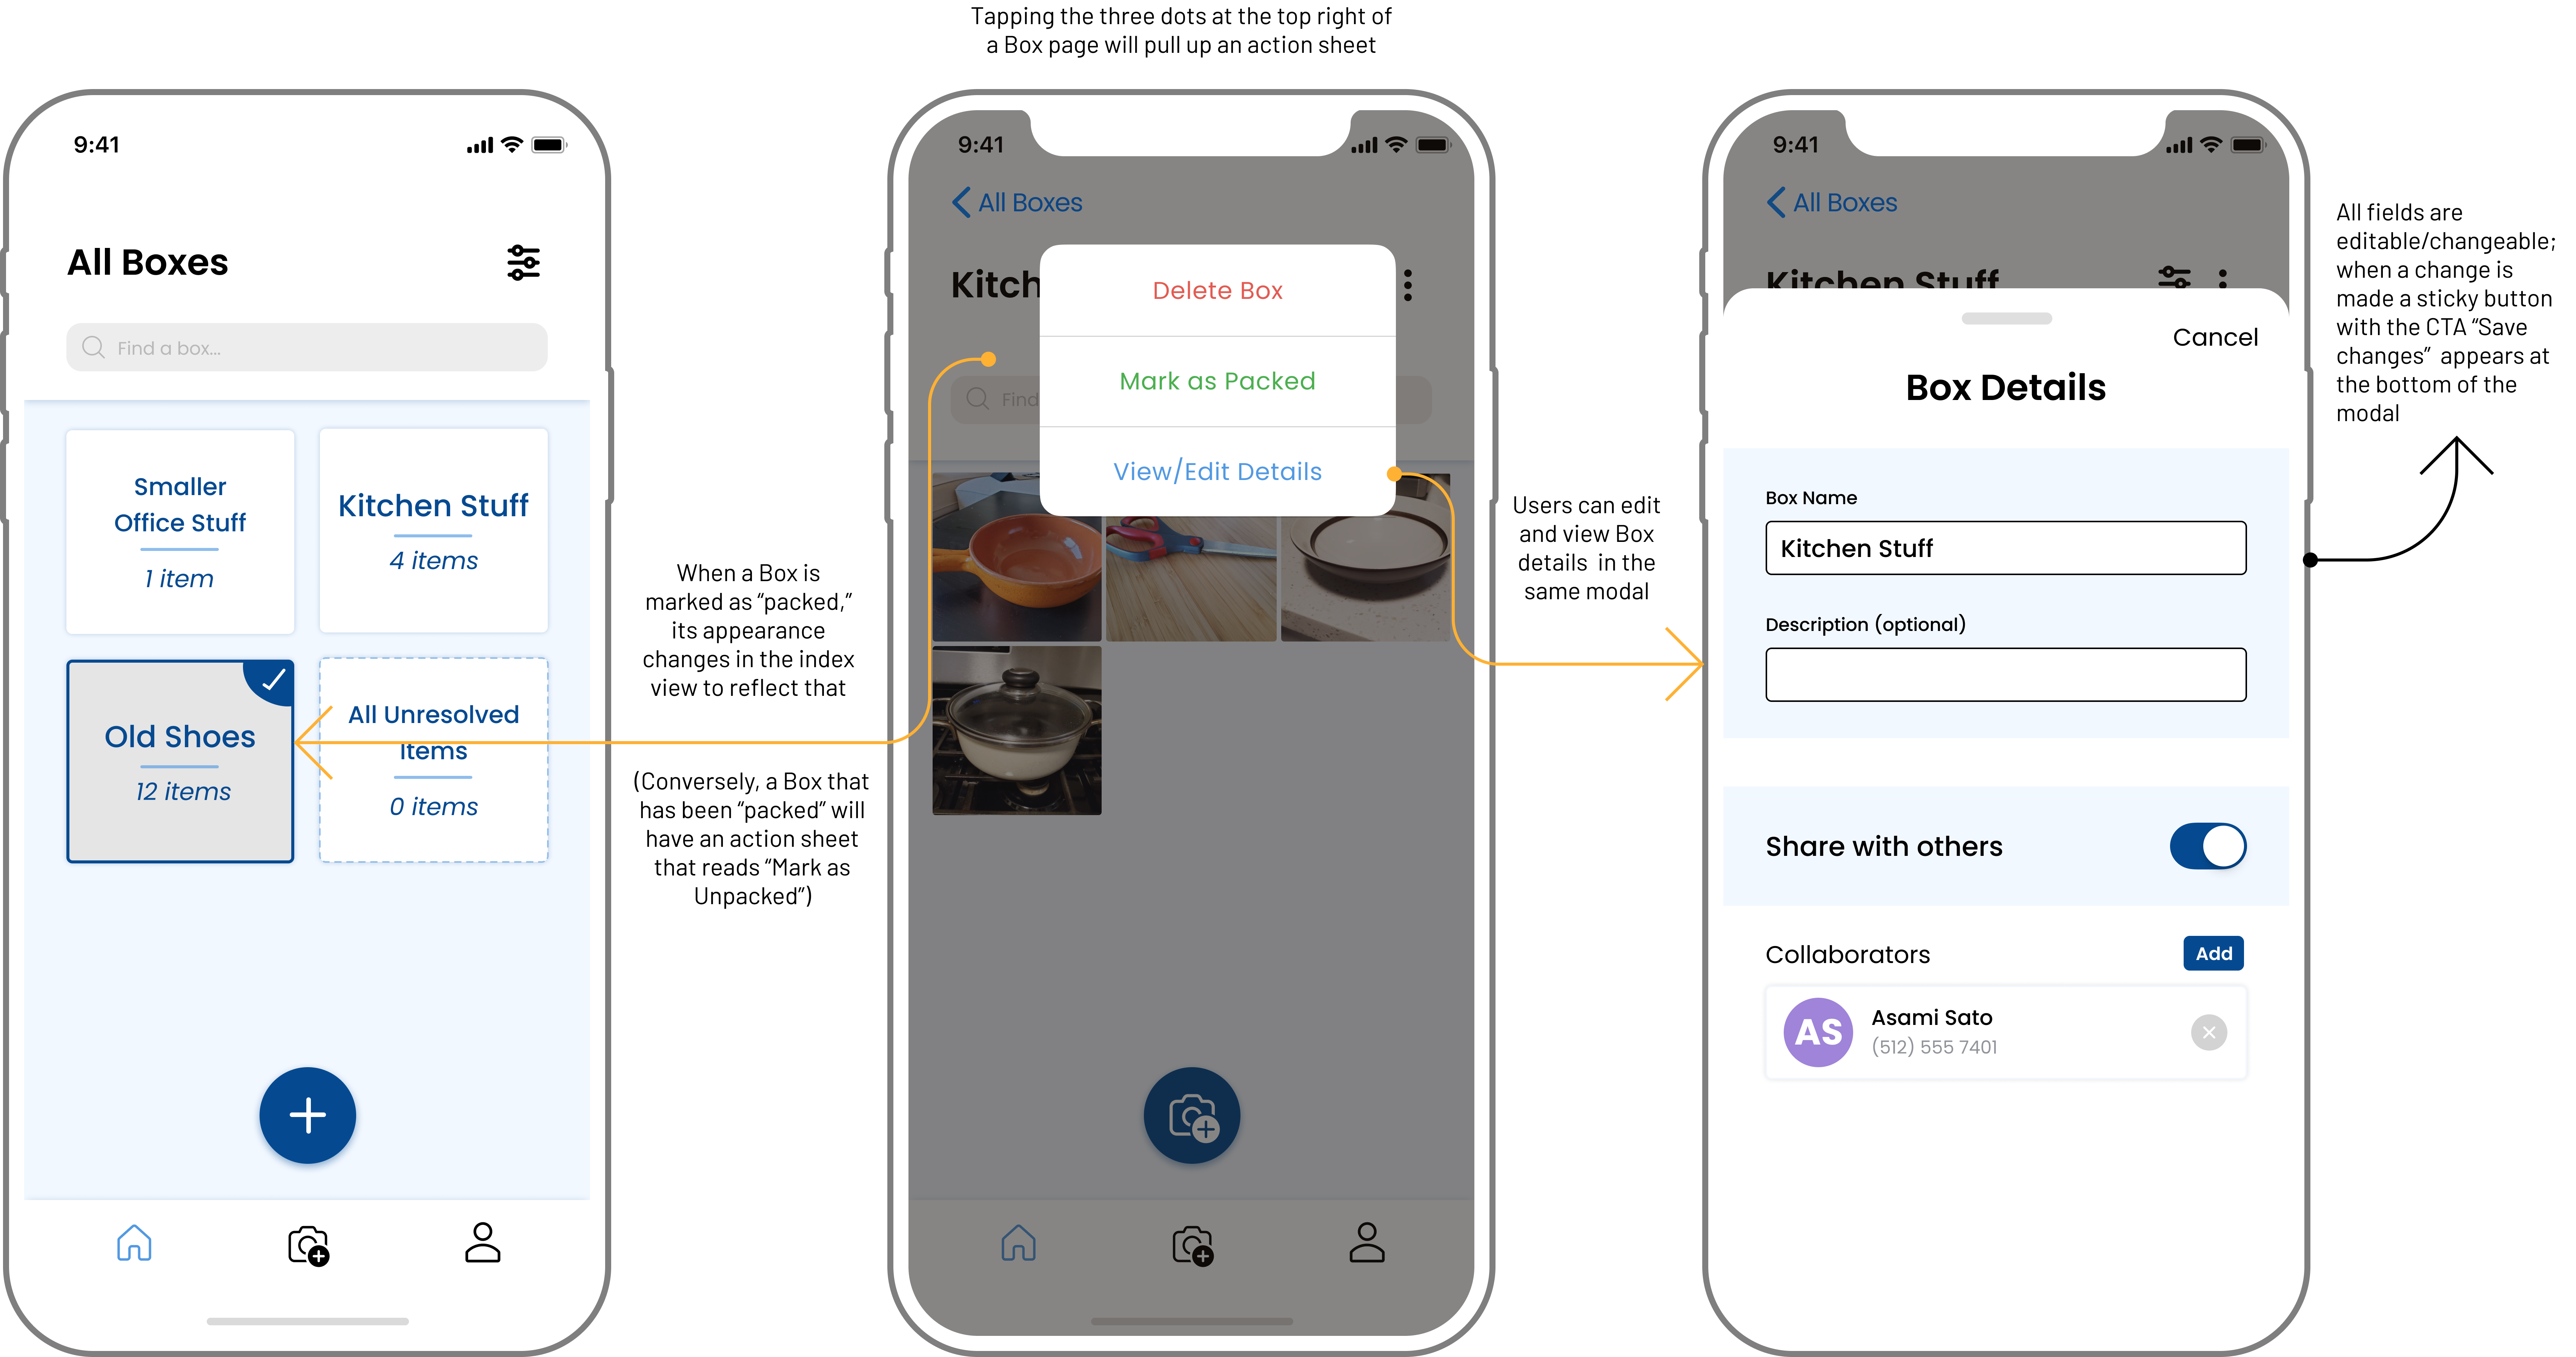 Tapping the three dots at the top right of
a Box page will pull up an action sheet
9:41
All Boxes
Find a box...
Smaller
Office Stuff
1 item
Kitchen Stuff
4 items
Old Shoes
12 items
All Unresolved
Items
0 items
When a Box is
marked as “packed,”
its appearance
changes in the index
view to reflect that
(Conversely, a Box that
has been “packed” will
have an action sheet
that reads “Mark as
Unpacked”)
9:41
All Boxes
Kitch
Find
Delete Box
Mark as Packed
View/Edit Details
Users can edit
and view Box
details in the
same modal
9:41
All Boxes
Kitchen Stuff
Cancel
Box Details
Box Name
Kitchen Stuff
Description (optional)
Share with others
Collaborators
Add
AS
Asami Sato
(512) 555 7401
All fields are
editable/changeable;
when a change is
made a sticky button
with the CTA “Save
changes” appears at
the bottom of the
modal